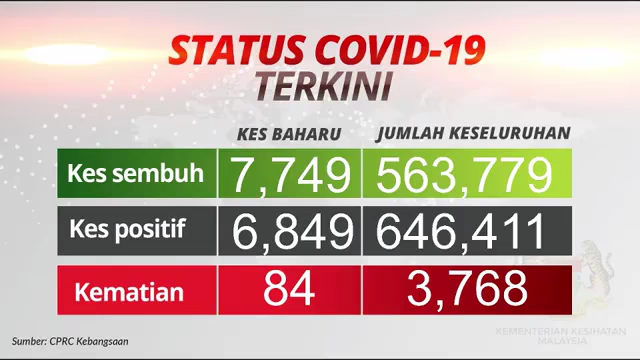 STATUS COVID-19
TERKINI
KES BAHARU JUMLAH KESELURUHAN
Kes sembuh 7,749 563,779
Kes positif 6,849 646,411
Kematian 84 3,768
KEMENTERIAN KESIHATAN
MALAYSIA
Sumber: CPRC Kebangsaan